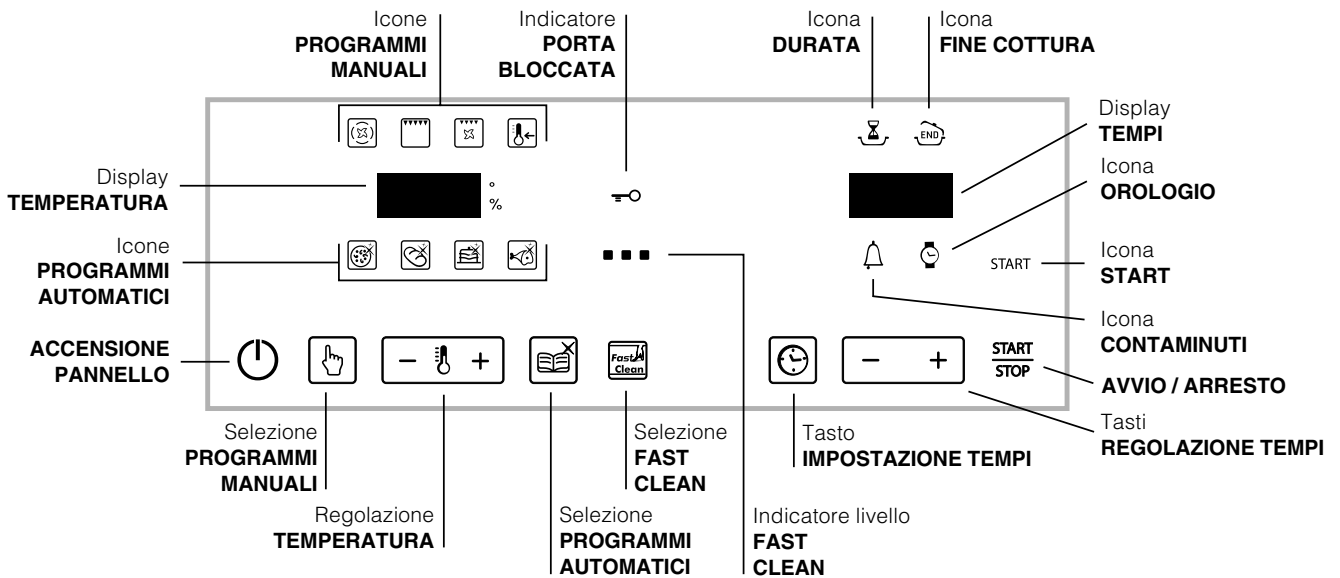 Icone
PROGRAMMI
MANUALI
Indicatore
PORTA
BLOCCATA
Icona
DURATA
Icona
FINE COTTURA
END
Display
TEMPI
Display
TEMPERATURA
°
%
Icona
OROLOGIO
Icone
PROGRAMMI
AUTOMATICI
START
Icona
START
Icona
CONTAMINUTI
ACCENSIONE
PANNELLO
- +
Fast
Clean
- +
START
STOP
AVVIO / ARRESTO
Selezione
PROGRAMMI
MANUALI
Selezione
FAST
CLEAN
Tasto
IMPOSTAZIONE TEMPI
Tasti
REGOLAZIONE TEMPI
Regolazione
TEMPERATURA
Selezione
PROGRAMMI
AUTOMATICI
Indicatore livello
FAST
CLEAN